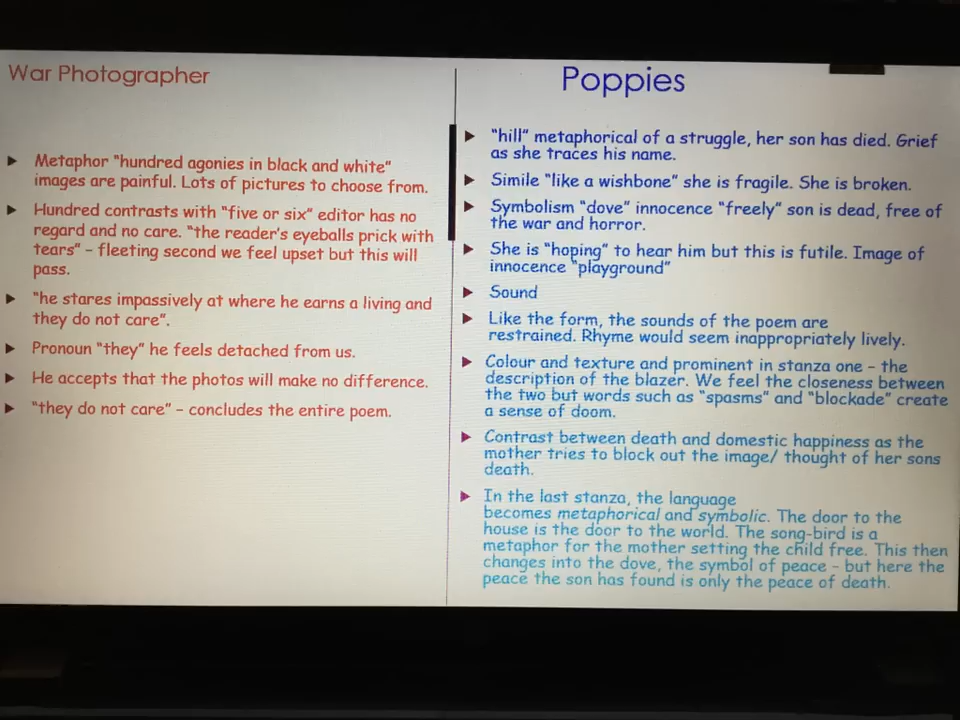 War Photographer
Metaphor "hundred agonies in black and white"
images are painful. Lots of pictures to choose from.
Hundred contrasts with "five or six" editor has no
regard and no care. "the reader's eyeballs prick with
tears" – fleeting second we feel upset but this will
pass.
"he stares impassively at where he earns a living and
they do not care".
Pronoun "they" he feels detached from us.
He accepts that the photos will make no difference.
"they do not care" – concludes the entire poem.
Poppies
"hill" metaphorical of a struggle, her son has died. Grief
as she traces his name.
Simile "like a wishbone" she is fragile. She is broken.
Symbolism "dove" innocence "freely" son is dead, free of
the war and horror.
She is "hoping" to hear him but this is futile. Image of
innocence "playground"
Sound
Like the form, the sounds of the poem are
restrained. Rhyme would seem inappropriately lively.
Colour and texture and prominent in stanza one – the
description of the blazer. We feel the closeness between
the two but words such as "spasms" and "blockade" create
a sense of doom.
Contrast between death and domestic happiness as the
mother tries to block out the image/ thought of her sons
death.
In the last stanza, the language
becomes metaphorical and symbolic. The door to the
house is the door to the world. The song-bird is a
metaphor for the mother setting the child free. This then
changes into the dove, the symbol of peace – but here the
peace the son has found is only the peace of death.